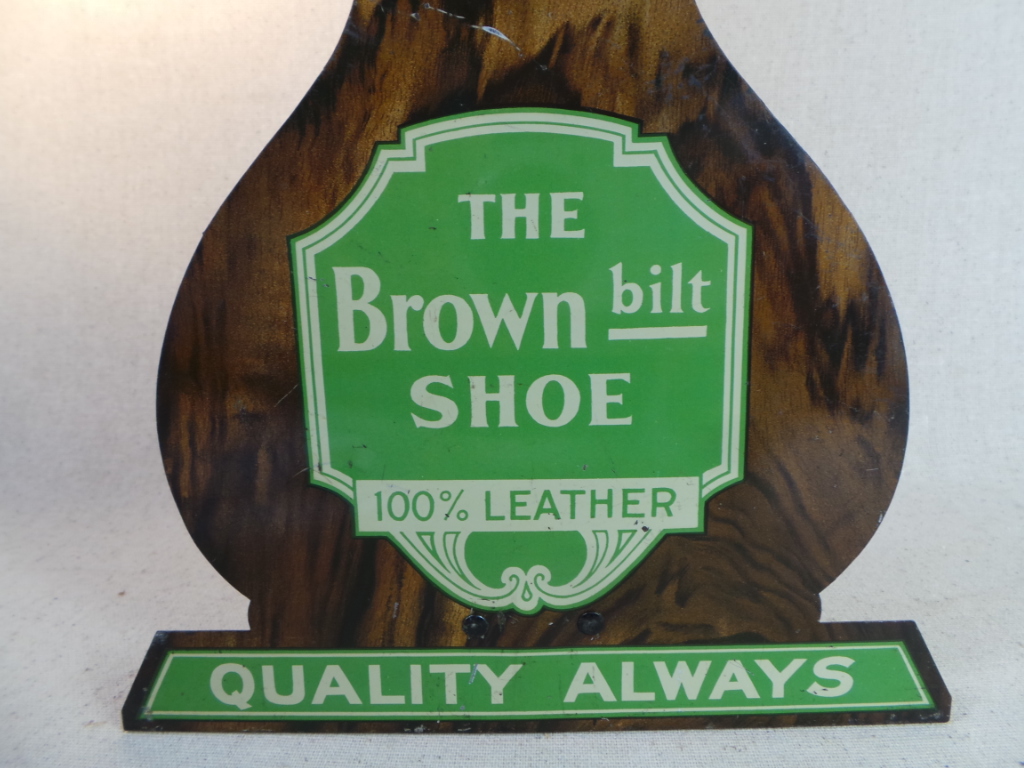 THE
Brown bilt
SHOE
100% LEATHER
QUALITY ALWAYS